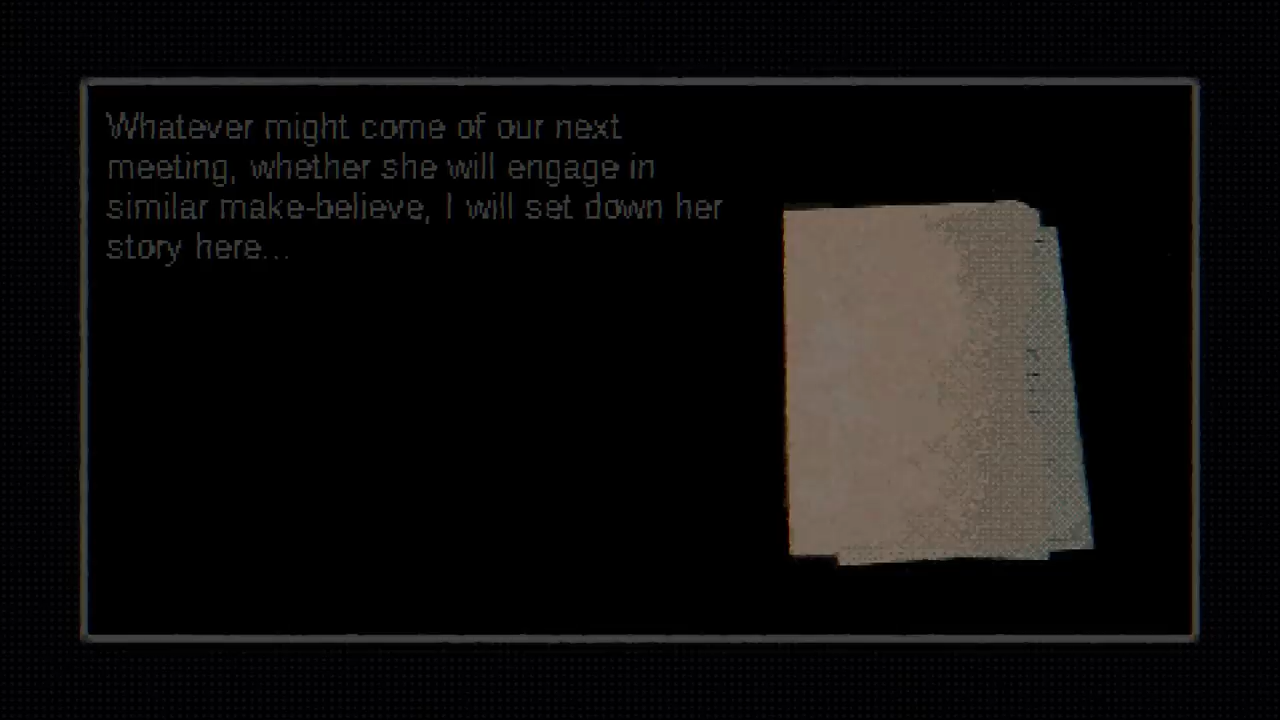 Whatever might come of our next
meeting, whether she will engage in
similar make-believe, I will set down her
story here...